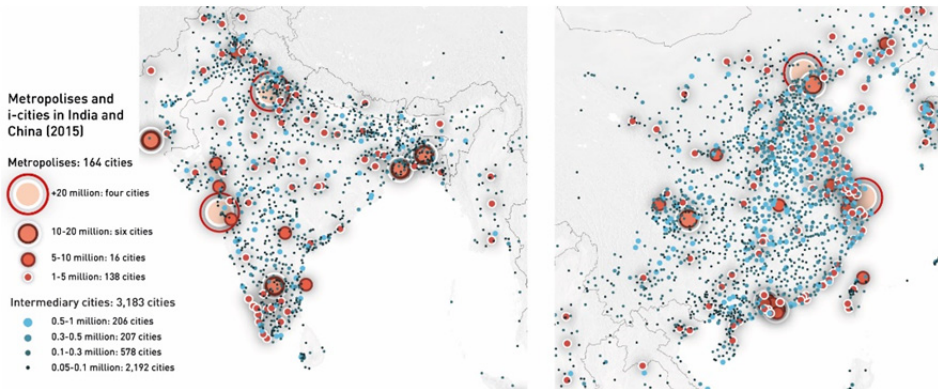 Metropolises and
i-cities in India and
China (2015)
Metropolises: 164 cities
+20 million: four cities
10-20 million: six cities
5-10 million: 16 cities
1-5 million: 138 cities
Intermediary cities: 3,183 cities
0.5-1 million: 206 cities
0.3-0.5 million: 207 cities
0.1-0.3 million: 578 cities
0.05-0.1 million: 2,192 cities